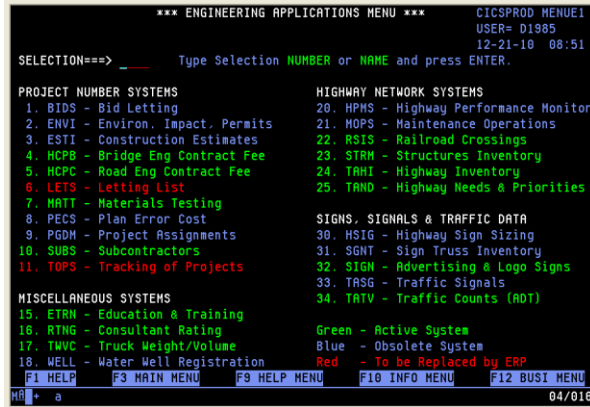 *** ENGINEERING APPLICATIONS MENU *** CICSPROD MENUE1
USER= D1985
12-21-10 08:51
SELECTION===> Type Selection NUMBER or NAME and press ENTER.
PROJECT NUMBER SYSTEMS
1. BIDS - Bid Letting
2. ENVI - Environ. Impact, Permits
3. ESTI - Construction Estimates
4. HCPB - Bridge Eng Contract Fee
5. HCPC - Road Eng Contract Fee
6. LETS - Letting List
7. MATT - Materials Testing
8. PECS - Plan Error Cost
9. PGDM - Project Assignments
10. SUBS - Subcontractors
11. TOPS - Tracking of Projects
MISCELLANEOUS SYSTEMS
15. ETRN - Education & Training
16. RTNG - Consultant Rating
17. TWVC - Truck Weight/Volume
18. WELL - Water Well Registration
HIGHWAY NETWORK SYSTEMS
20. HPMS - Highway Performance Monitor
21. MOPS - Maintenance Operations
22. RSIS - Railroad Crossings
23. STRM - Structures Inventory
24. TAHI - Highway Inventory
25. TAND - Highway Needs & Priorities
SIGNS, SIGNALS & TRAFFIC DATA
30. HSIG - Highway Sign Sizing
31. SGNT - Sign Truss Inventory
32. SIGN - Advertising & Logo Signs
33. TASG - Traffic Signals
34. TATV - Traffic Counts (ADT)
Green - Active System
Blue - Obsolete System
Red - To be Replaced by ERP
F1 HELP F3 MAIN MENU F9 HELP MENU F10 INFO MENU F12 BUSI MENU
MA + a 04/016